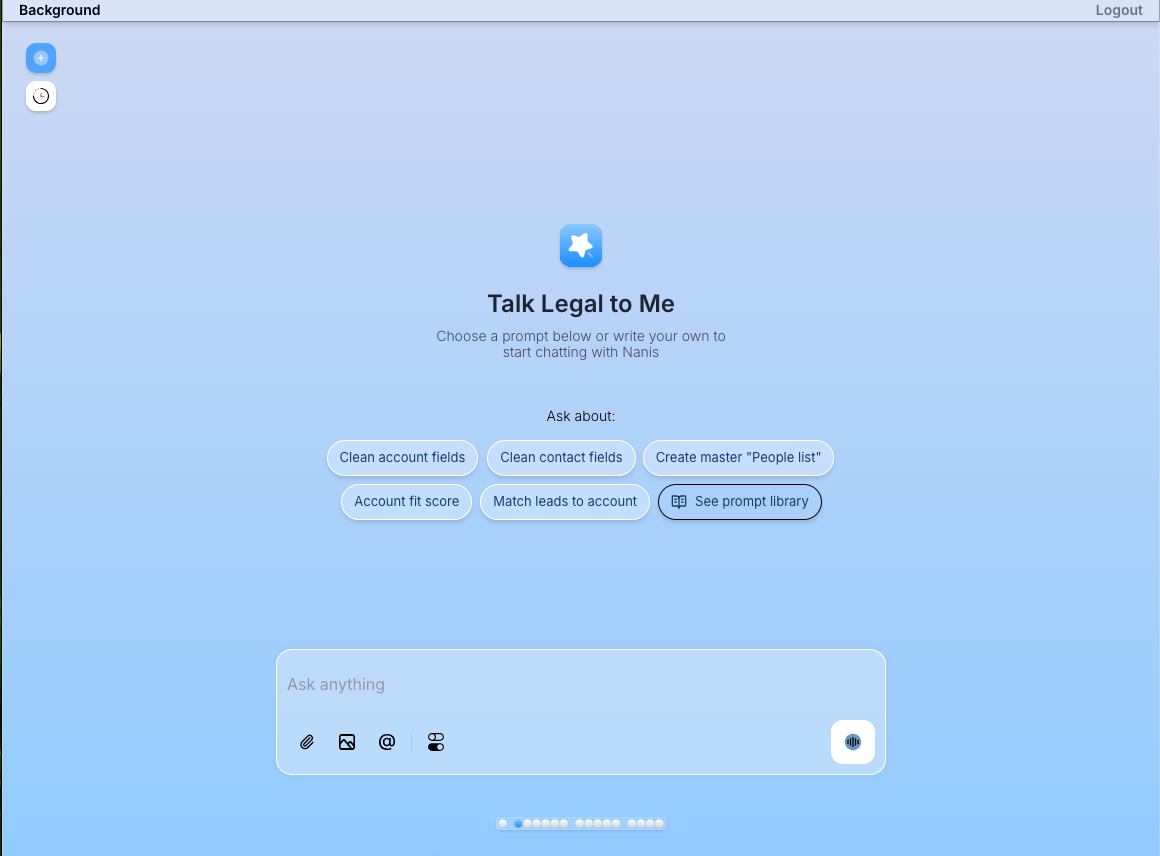 Background
Logout
Talk Legal to Me
Choose a prompt below or write your own to
start chatting with Nanis
Ask about:
Clean account fields
Clean contact fields
Create master "People list"
Account fit score
Match leads to account
See prompt library
Ask anything